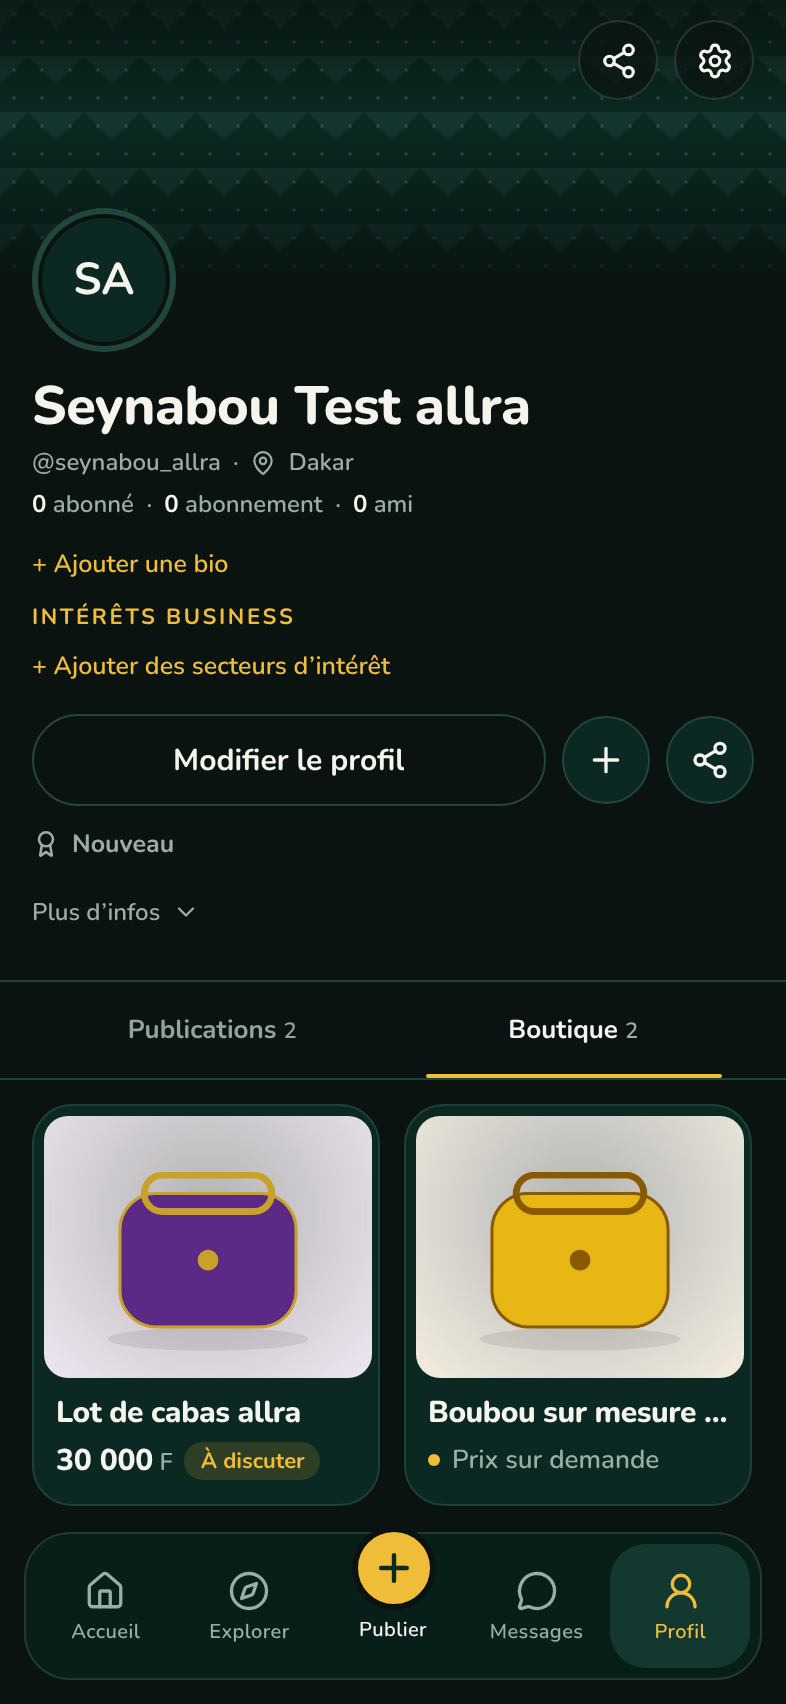 SA
Seynabou Test allra
@seynabou_allra · Dakar
0 abonné · 0 abonnement · 0 ami
+ Ajouter une bio
INTÉRÊTS BUSINESS
+ Ajouter des secteurs d’intérêt
Modifier le profil
Nouveau
Plus d’infos
Publications 2
Boutique 2
Lot de cabas allra
30 000 F À discuter
Boubou sur mesure ...
Prix sur demande
Accueil
Explorer
Publier
Messages
Profil